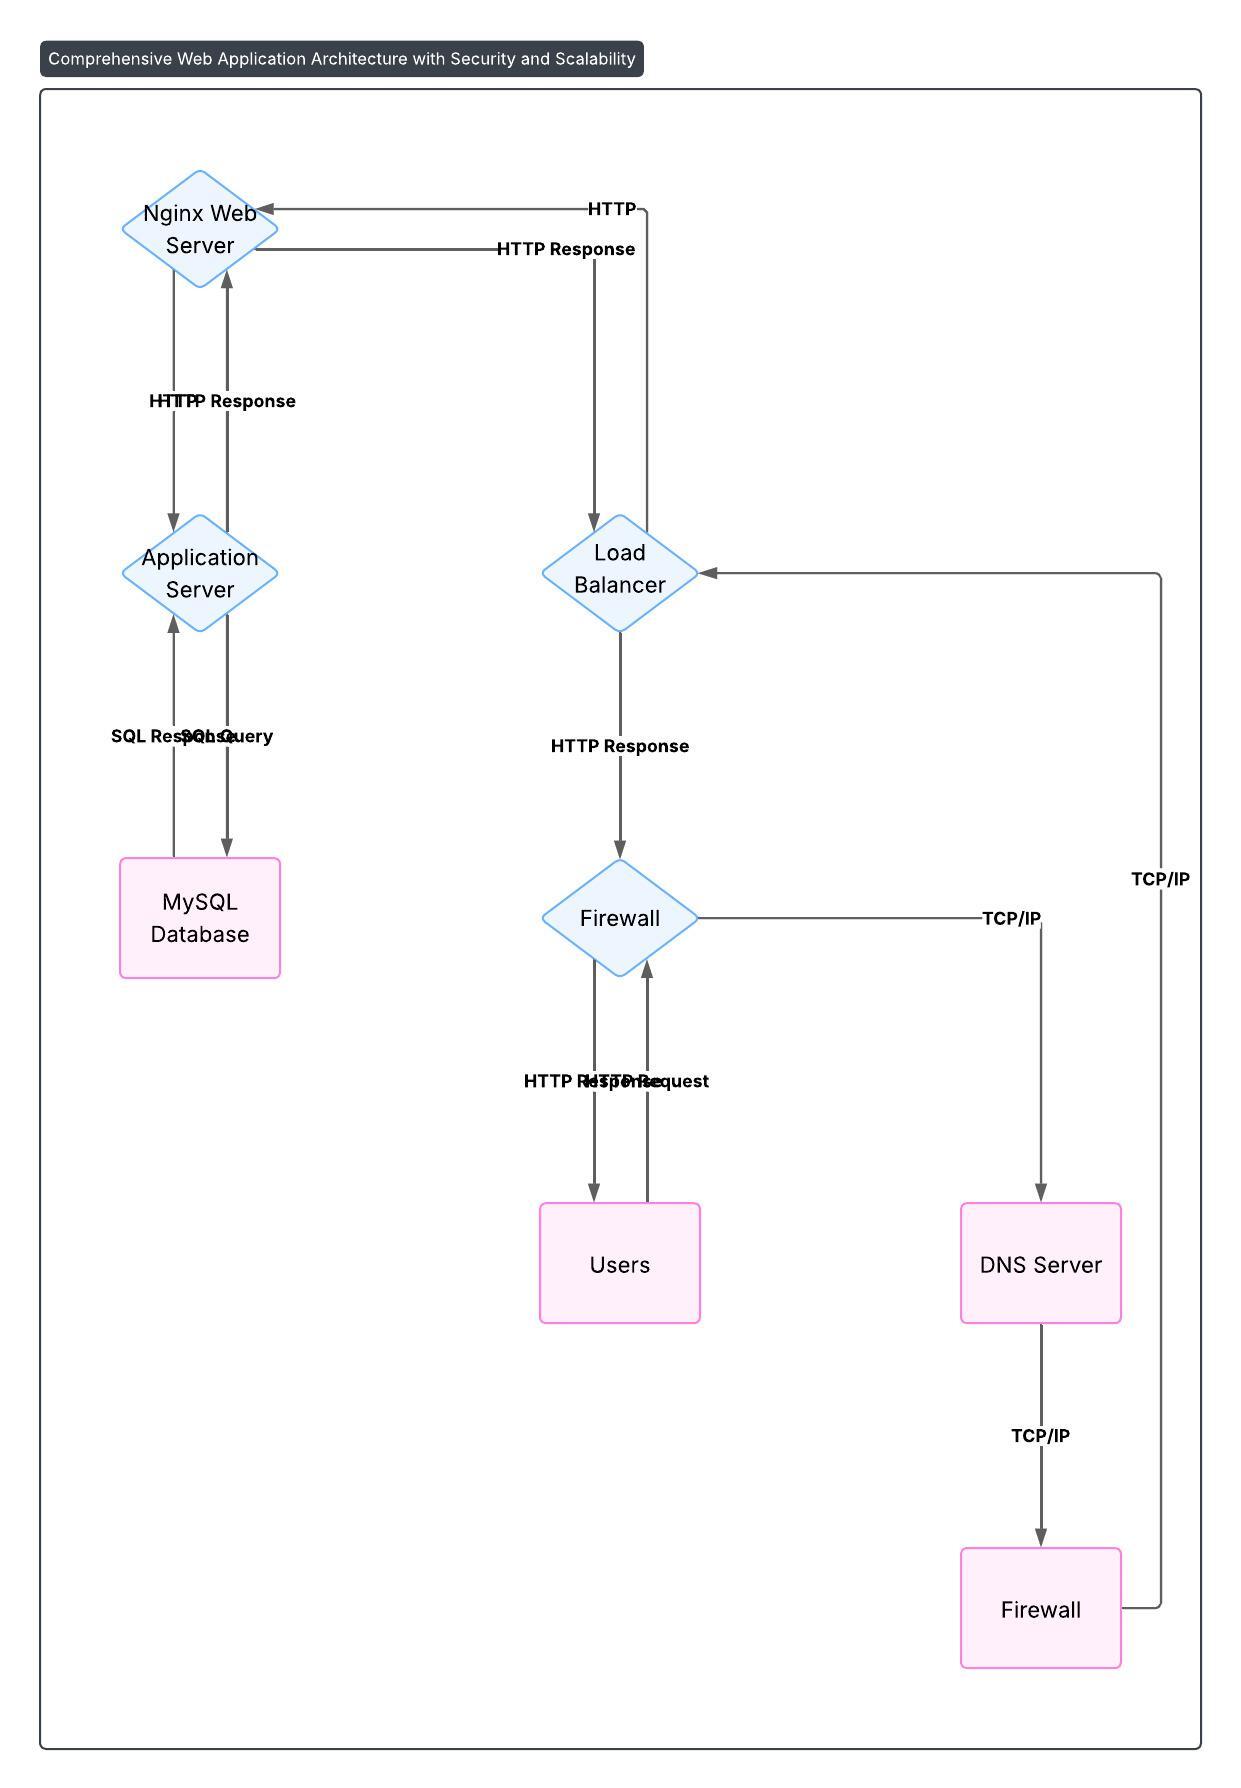 Comprehensive Web Application Architecture with Security and Scalability
Nginx Web
Server
HTTP
HTTP Response
HTTP
HTTP Response
Application
Server
Load
Balancer
SQL Response
SQL Query
HTTP Response
MySQL
Database
Firewall
TCP/IP
TCP/IP
HTTP Response
HTTP Request
Users
DNS Server
TCP/IP
Firewall